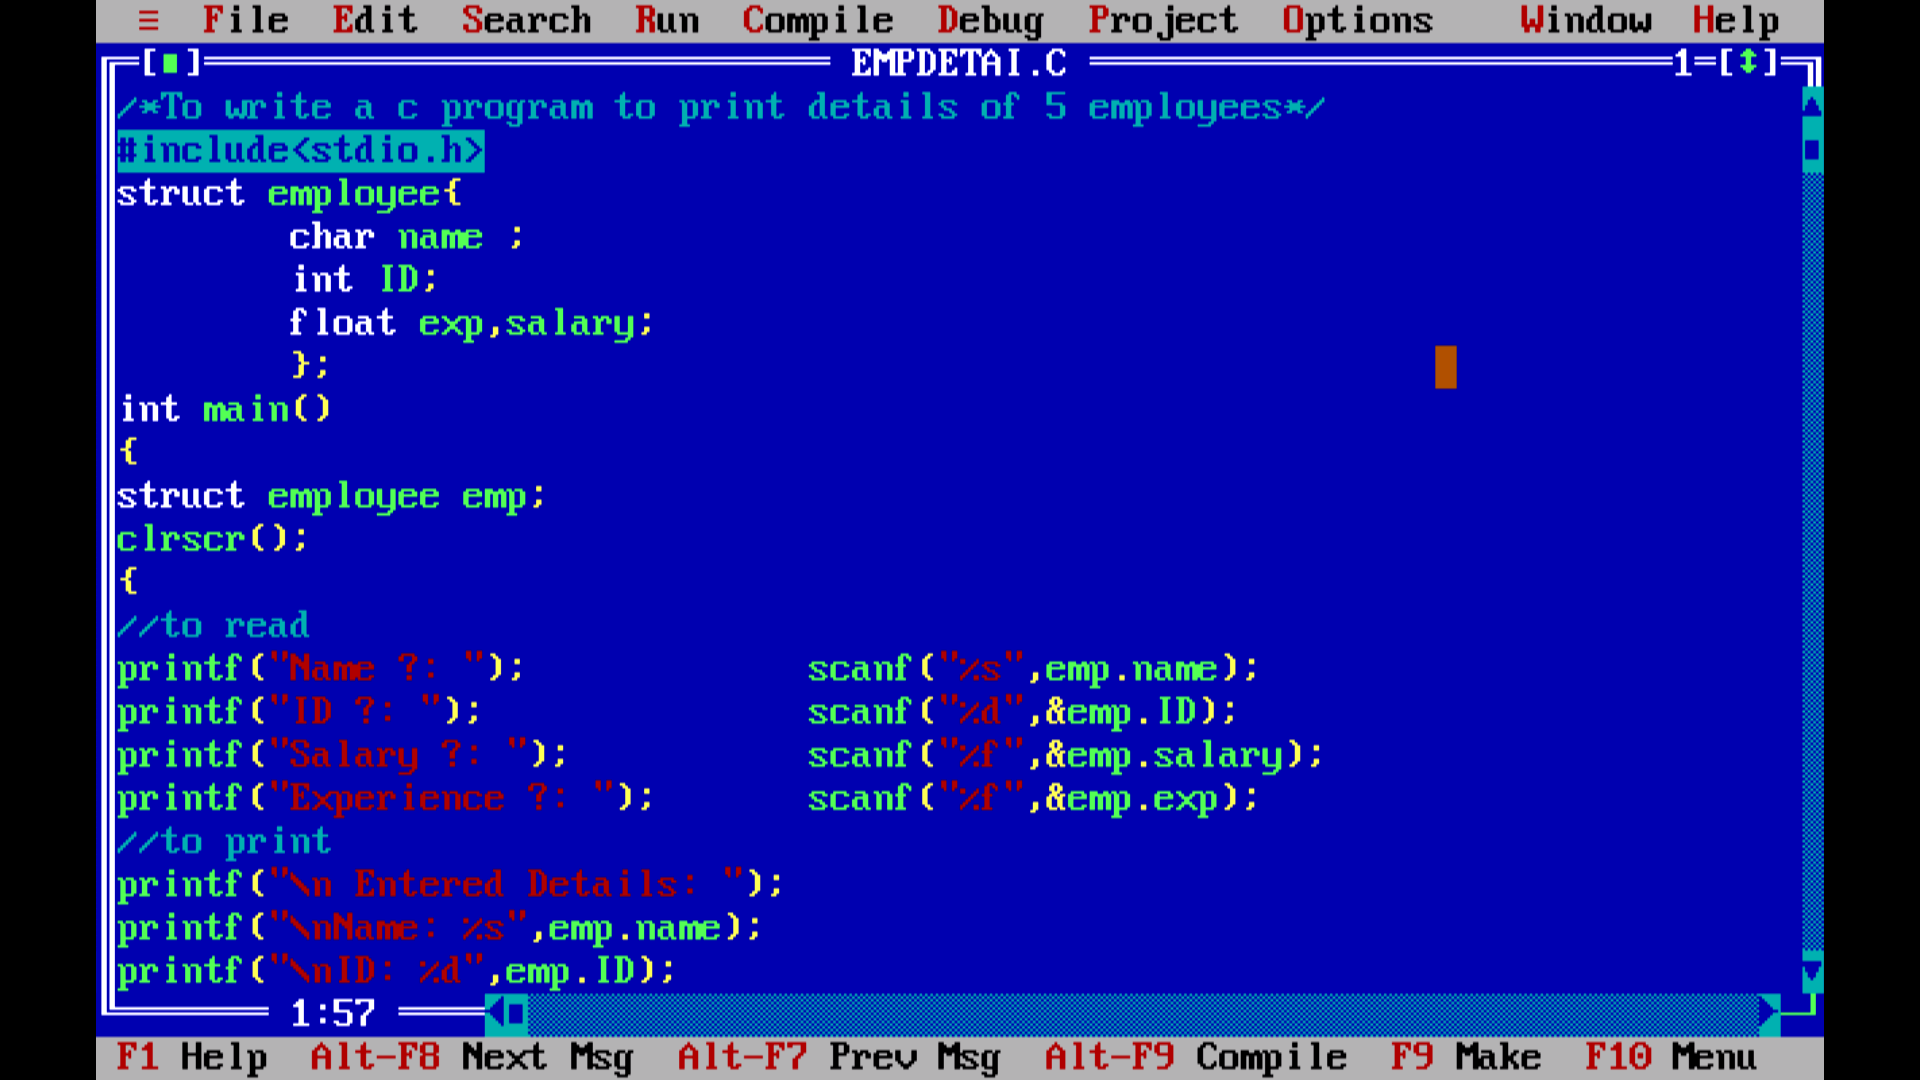 ≡ File Edit Search Run Compile Debug Project Options Window Help
[■] EMPDETAI.C 1=[↕]
/*To write a c program to print details of 5 employees*/
#include<stdio.h>
struct employee{
char name ;
int ID;
float exp,salary;
};
int main()
{
struct employee emp;
clrscr();
{
//to read
printf("Name ?: "); scanf("%s",emp.name);
printf("ID ?: "); scanf("%d",&emp.ID);
printf("Salary ?: "); scanf("%f",&emp.salary);
printf("Experience ?: "); scanf("%f",&emp.exp);
//to print
printf("\n Entered Details: ");
printf("\nName: %s",emp.name);
printf("\nID: %d",emp.ID);
1:57
F1 Help Alt-F8 Next Msg Alt-F7 Prev Msg Alt-F9 Compile F9 Make F10 Menu